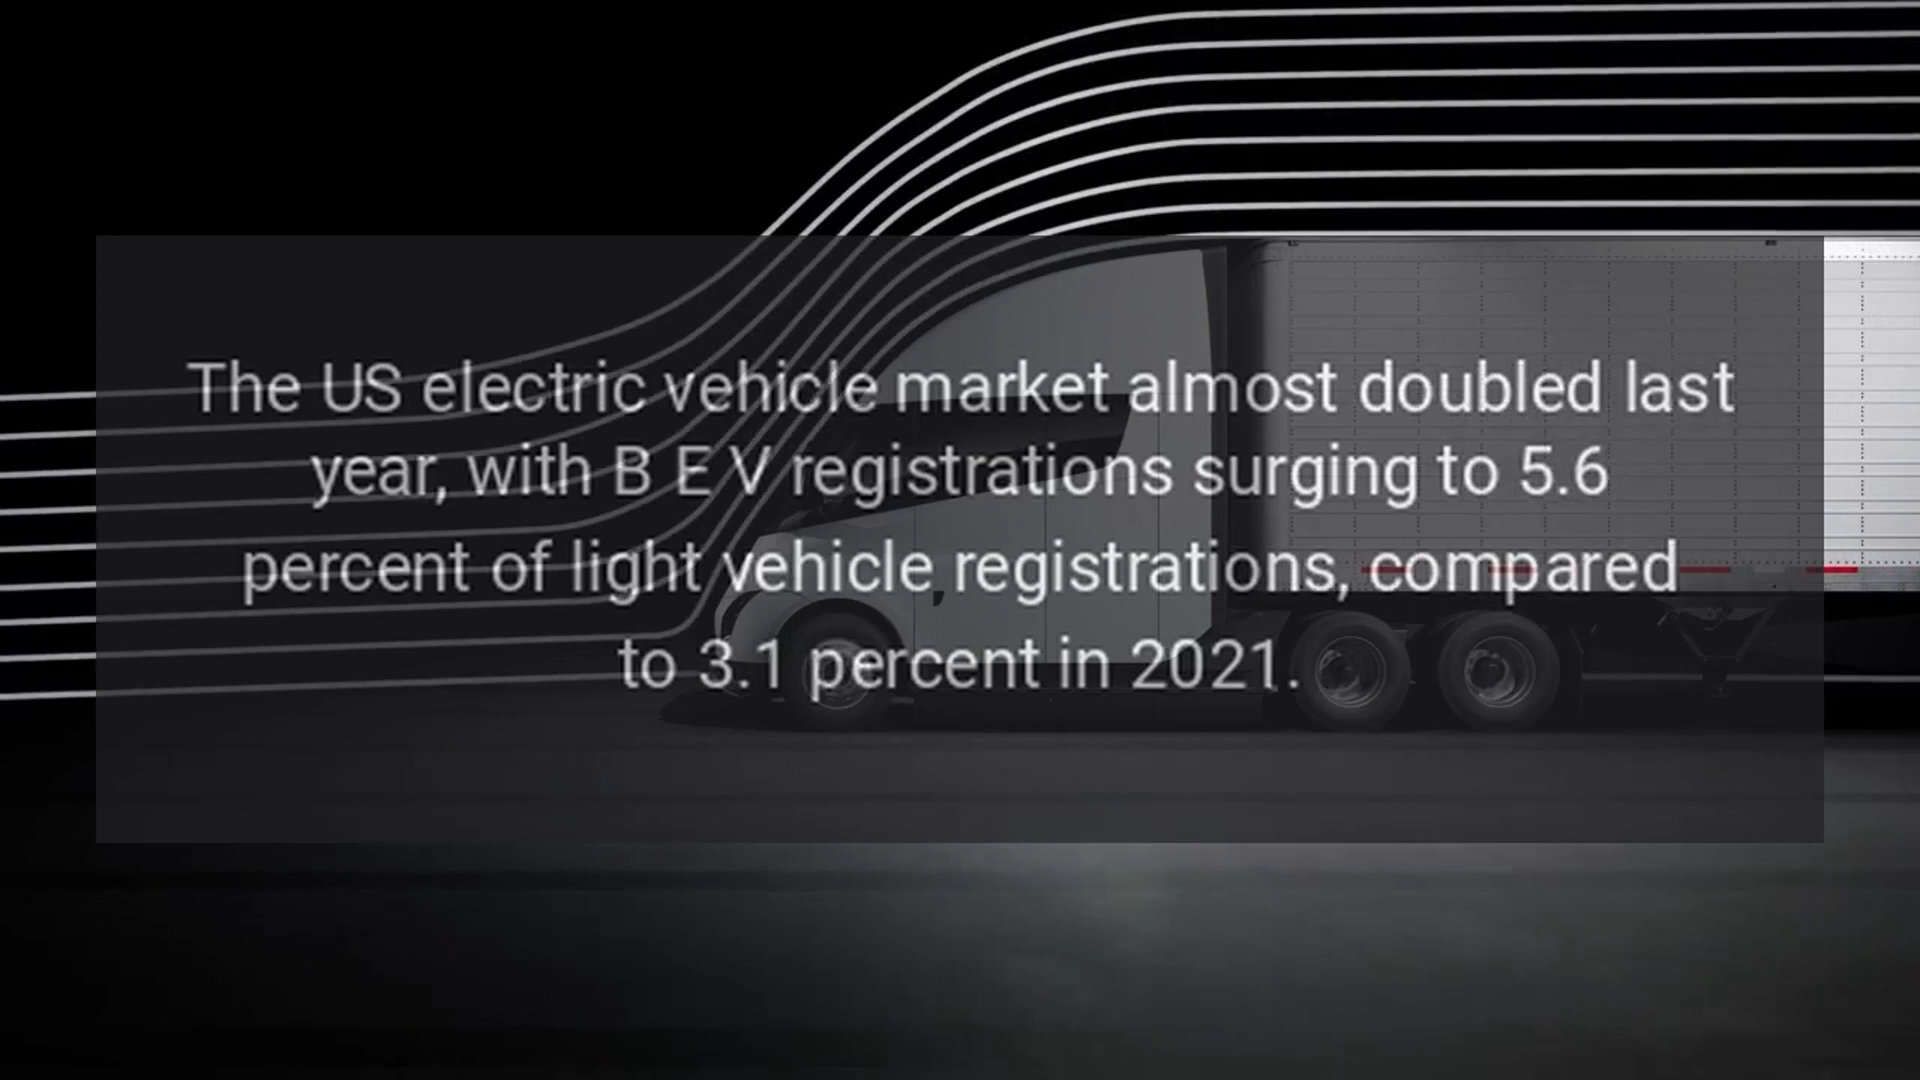 The US electric vehicle market almost doubled last
year, with B E V registrations surging to 5.6
percent of light vehicle registrations, compared
to 3.1 percent in 2021.